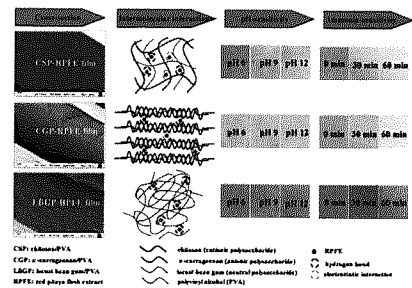 Intermolecular interaction
CSP-RPFE film
pH 6 pH 9 pH 12
0 min 30 min 60 min
CGP-RPFE film
pH 6 pH 9 pH 12
0 min 30 min 60 min
LBGP-RPFE film
pH 6 pH 9 pH 12
0 min 30 min 60 min
CSP: chitosan/PVA
CGP: κ-carrageenan/PVA
LBGP: locust bean gum/PVA
RPFE: red pitaya flesh extract
chitosan (cationic polysaccharide)
κ-carrageenan (anionic polysaccharide)
locust bean gum (neutral polysaccharide)
polyvinyl alcohol (PVA)
RPFE
hydrogen bond
electrostatic interaction